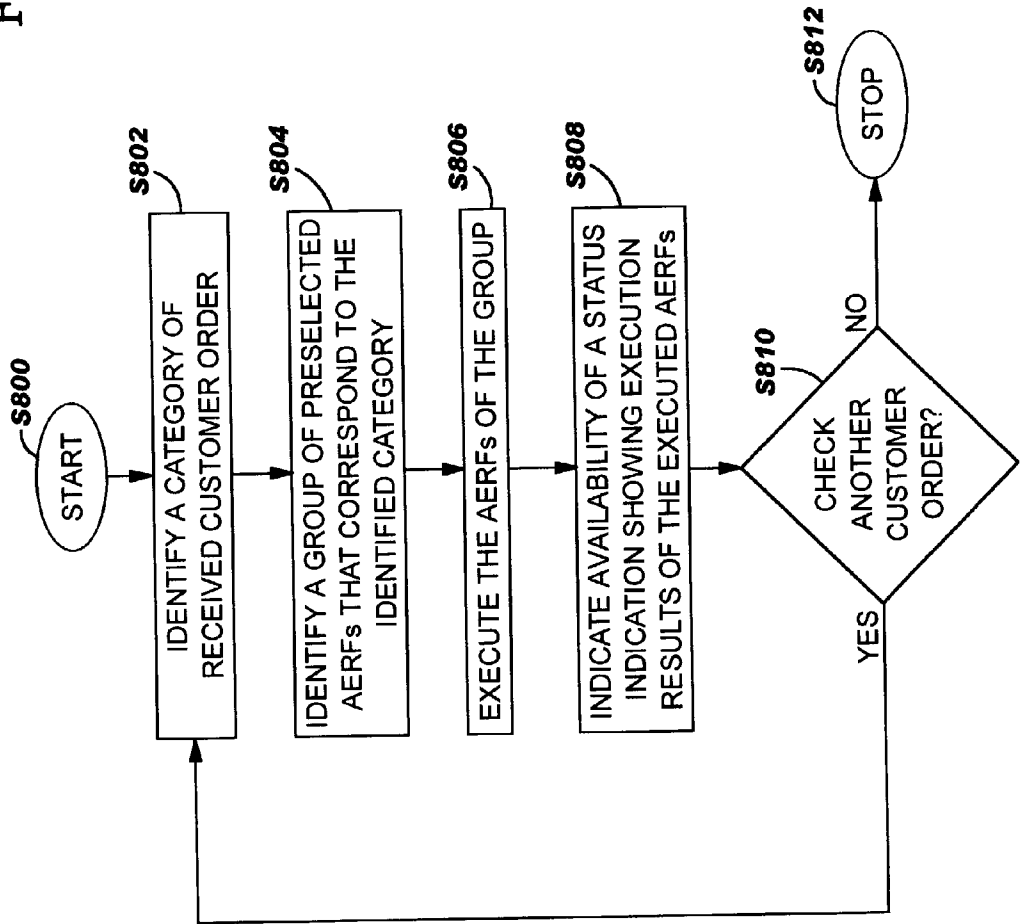 F
S800
START
S802
IDENTIFY A CATEGORY OF
RECEIVED CUSTOMER ORDER
S804
IDENTIFY A GROUP OF PRESELECTED
AERFs THAT CORRESPOND TO THE
IDENTIFIED CATEGORY
S806
EXECUTE THE AERFs OF THE GROUP
S808
INDICATE AVAILABILITY OF A STATUS
INDICATION SHOWING EXECUTION
RESULTS OF THE EXECUTED AERFs
S810
CHECK
ANOTHER
CUSTOMER
ORDER?
YES
NO
S812
STOP